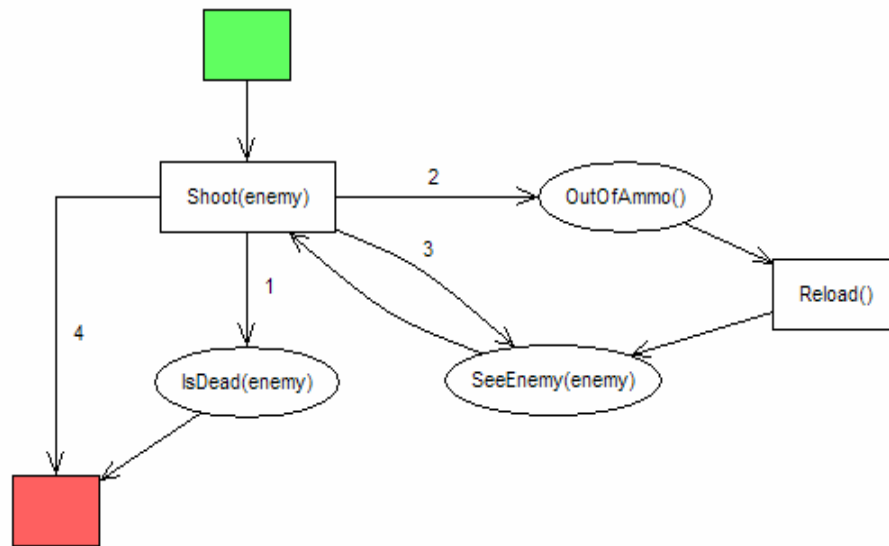 Shoot(enemy)
2
OutOfAmmo()
3
1
Reload()
4
IsDead(enemy)
SeeEnemy(enemy)